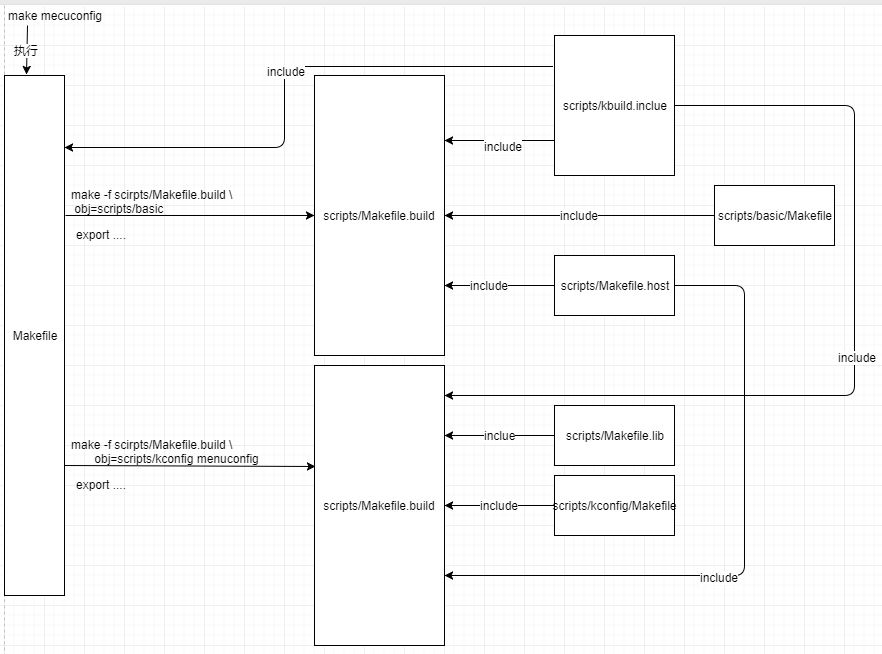 make mecuconfig
执行
include
scripts/kbuild.inclue
include
make -f scirpts/Makefile.build \
obj=scripts/basic
export ....
scripts/Makefile.build
include
scripts/basic/Makefile
include
scripts/Makefile.host
Makefile
include
make -f scirpts/Makefile.build \
obj=scripts/kconfig menuconfig
export ....
inclue
scripts/Makefile.lib
scripts/Makefile.build
include
scripts/kconfig/Makefile
include